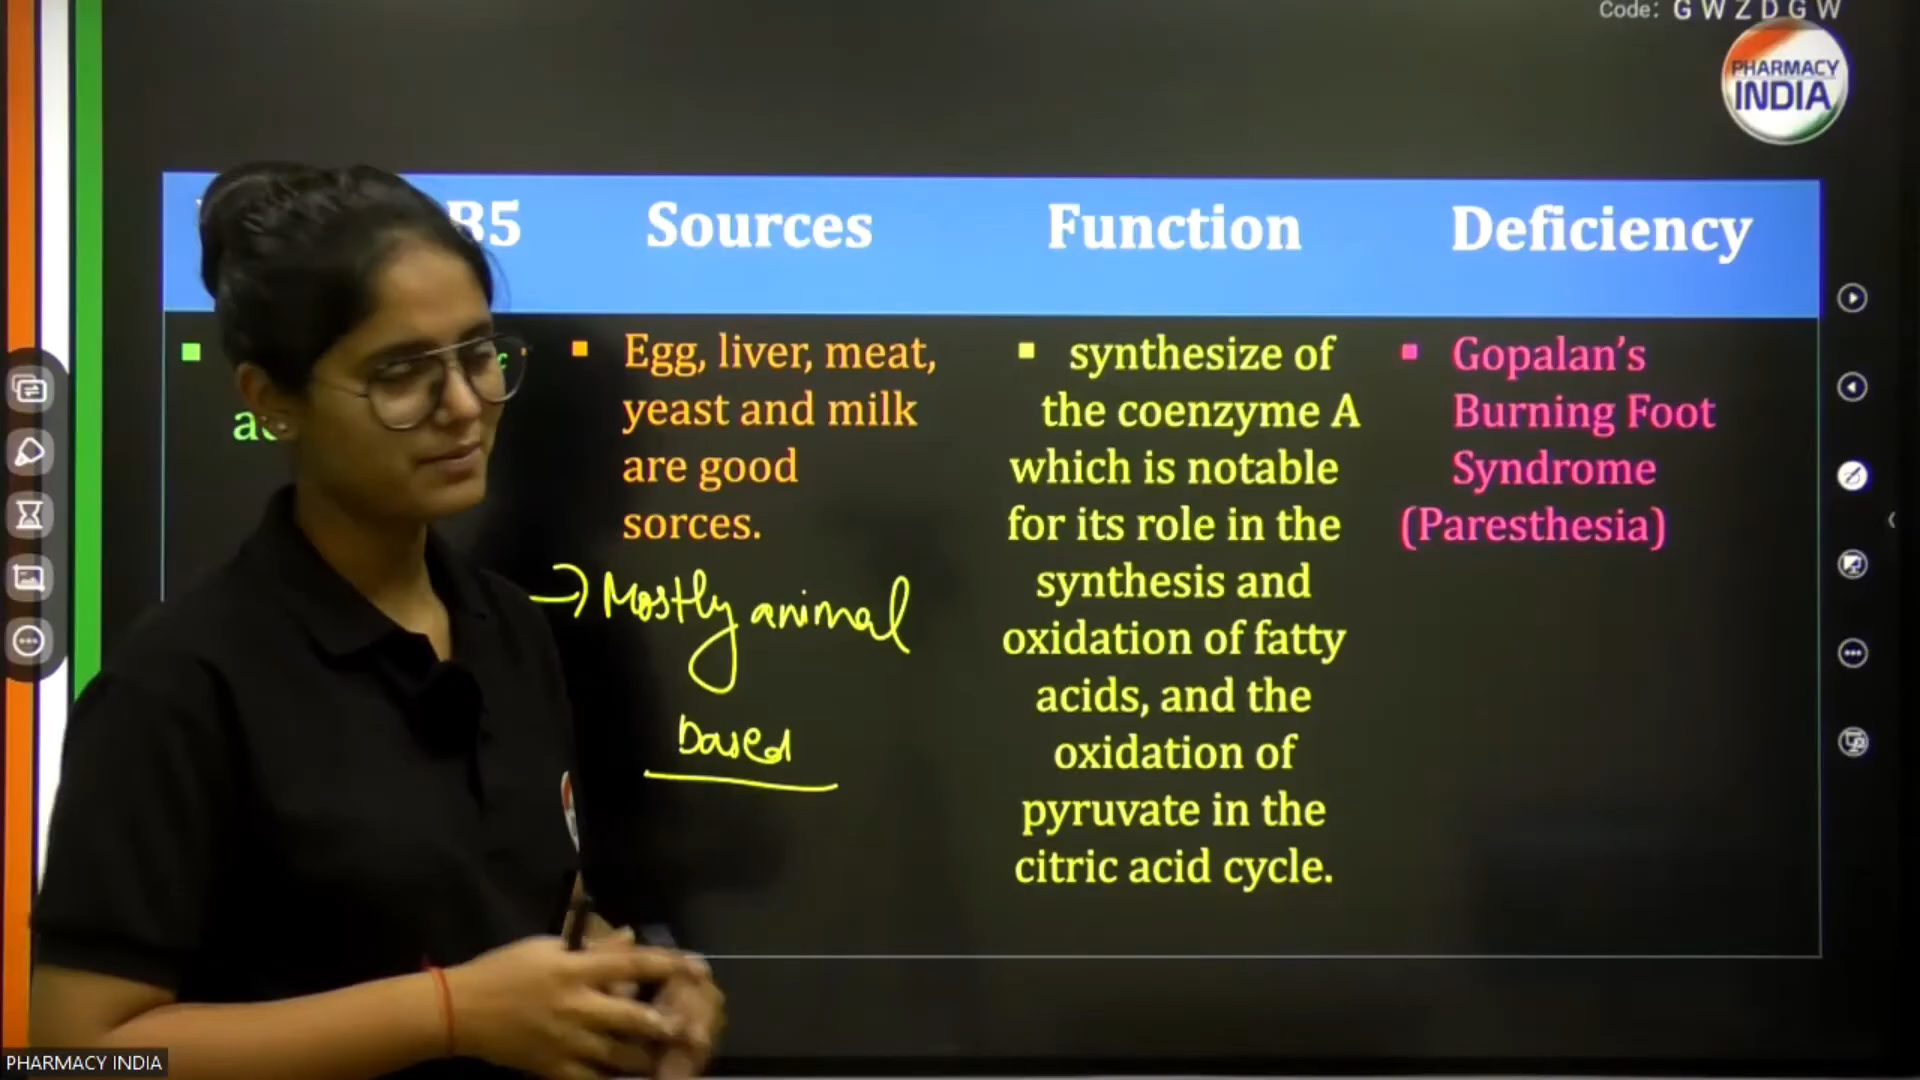 Code: G W Z D G W
PHARMACY
INDIA
B5
Sources
Function
Deficiency
Egg, liver, meat,
yeast and milk
are good
sorces.
→ Mostly animal
based
synthesize of
the coenzyme A
which is notable
for its role in the
synthesis and
oxidation of fatty
acids, and the
oxidation of
pyruvate in the
citric acid cycle.
Gopalan’s
Burning Foot
Syndrome
(Paresthesia)
PHARMACY INDIA